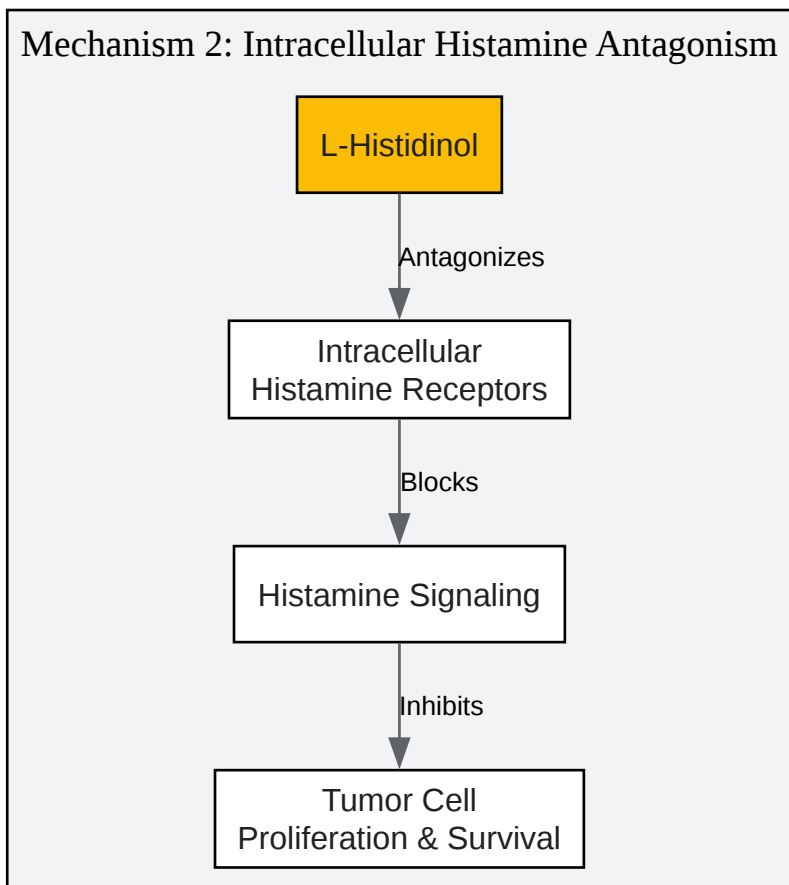 Mechanism 2: Intracellular Histamine Antagonism
L-Histidinol
Antagonizes
Intracellular
Histamine Receptors
Blocks
Histamine Signaling
Inhibits
Tumor Cell
Proliferation & Survival